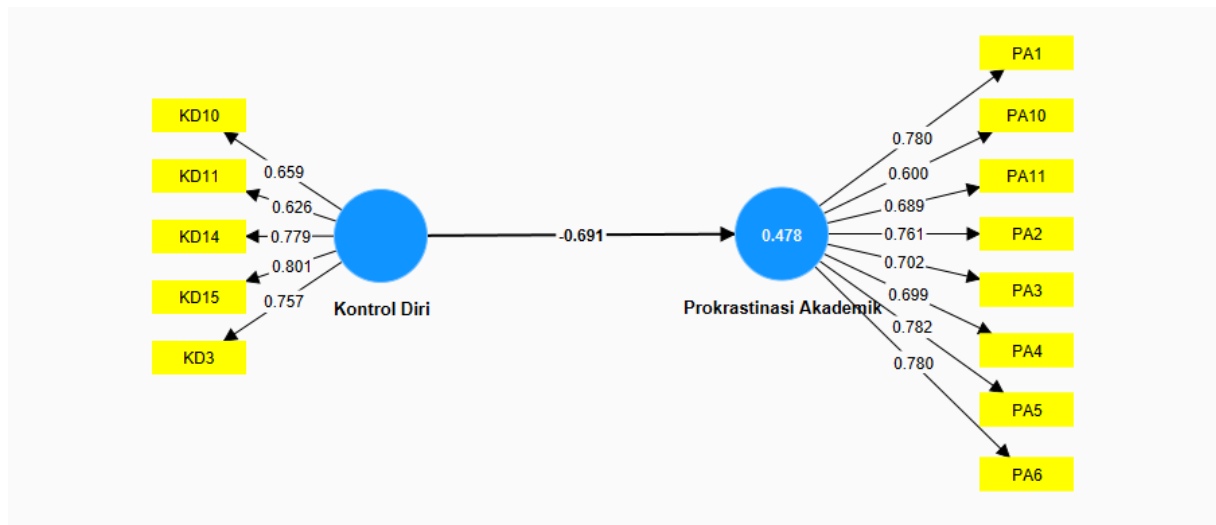 KD10
KD11
KD14
KD15
KD3
0.659
0.626
0.779
0.801
0.757
Kontrol Diri
-0.691
0.478
Prokrastinasi Akademik
0.780
0.600
0.689
0.761
0.702
0.699
0.782
0.780
PA1
PA10
PA11
PA2
PA3
PA4
PA5
PA6